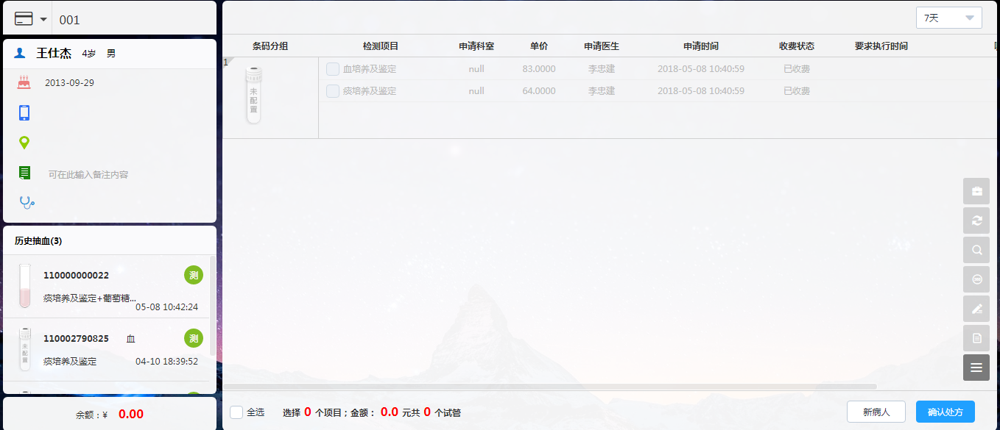 001
7天
王仕杰 4岁 男
2013-09-29
可在此输入备注内容
历史抽血(3)
110000000022 测
痰培养及鉴定+葡萄糖...
05-08 10:42:24
110002790825 血 测
未配置
痰培养及鉴定 04-10 18:39:52
余额：¥ 0.00
条码分组 检测项目 申请科室 单价 申请医生 申请时间 收费状态 要求执行时间
1
未配置
血培养及鉴定 null 83.0000 李忠建 2018-05-08 10:40:59 已收费
痰培养及鉴定 null 64.0000 李忠建 2018-05-08 10:40:59 已收费
全选 选择 0 个项目；金额： 0.0 元共 0 个试管
新病人 确认处方